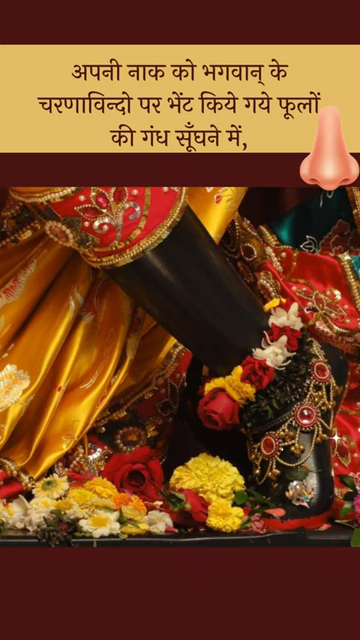 अपनी नाक को भगवान् के
चरणाविन्दो पर भेंट किये गये फूलों
की गंध सूँघने में,